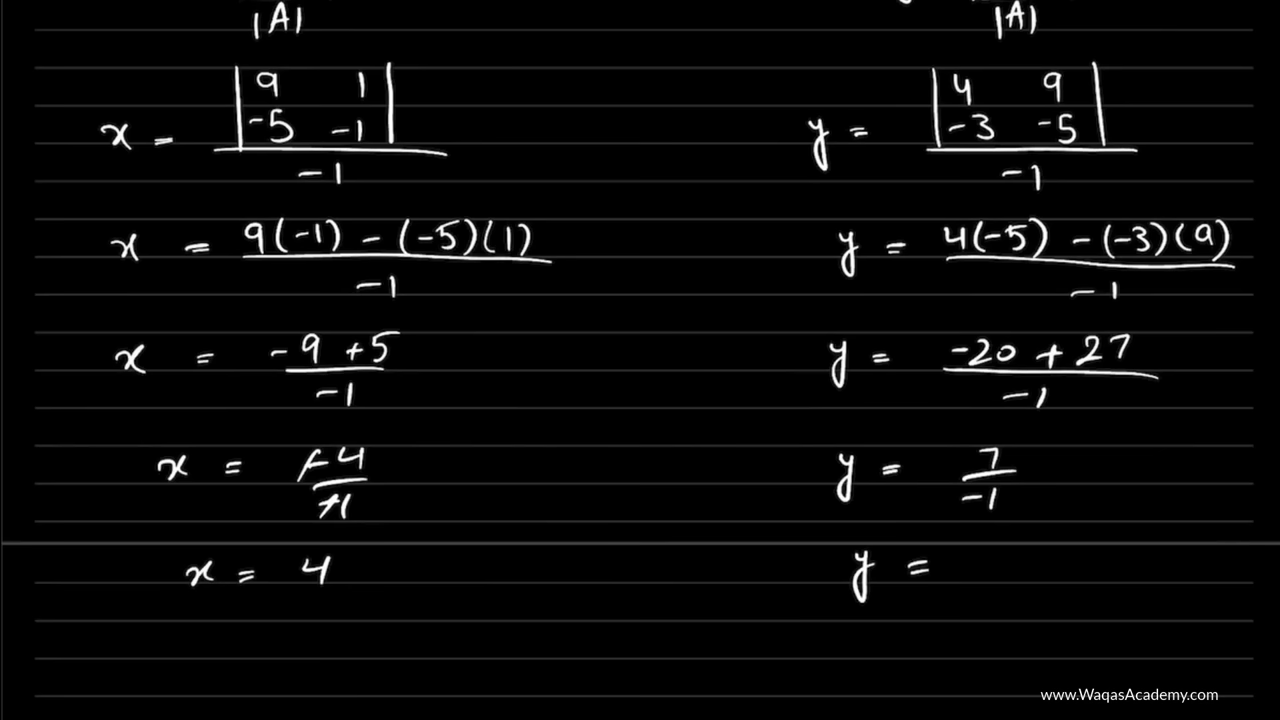 |A|
|A|
x = | 9 1 |
| -5 -1 |
-1
x = 9(-1) - (-5)(1)
-1
x = -9 + 5
-1
x = -4
-1
x = 4
y = | 4 9 |
| -3 -5 |
-1
y = 4(-5) - (-3)(9)
-1
y = -20 + 27
-1
y = 7
-1
y =
www.WaqasAcademy.com